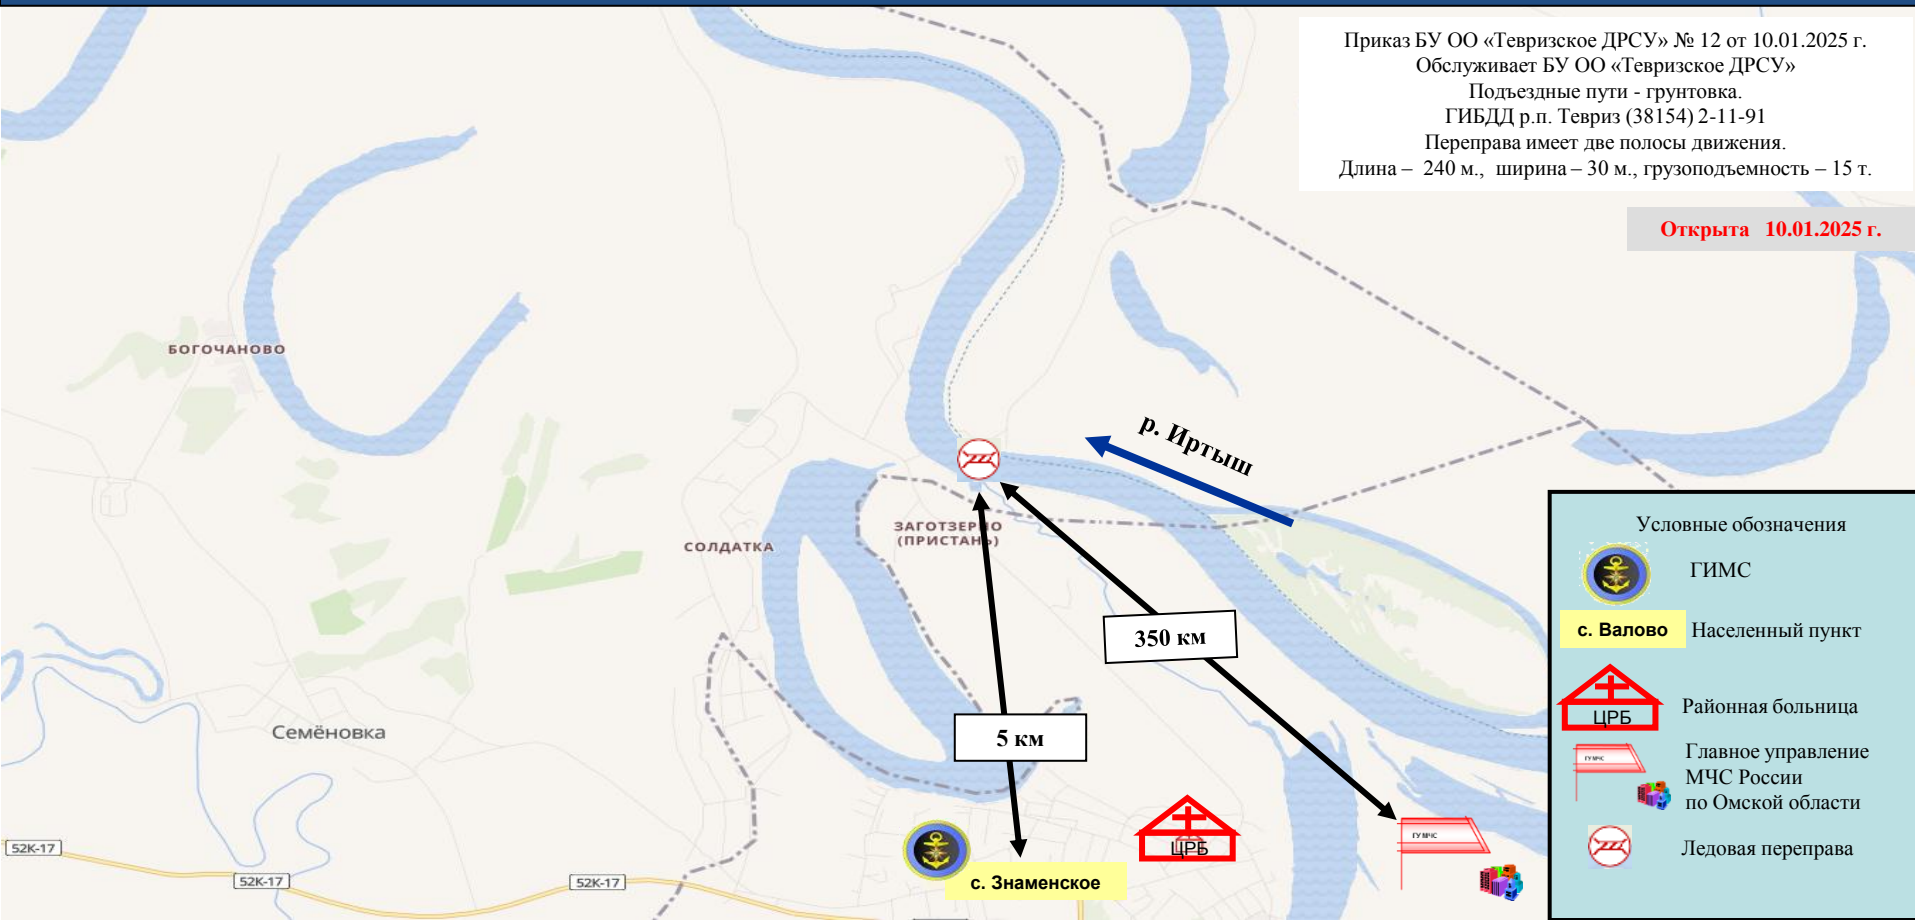 Приказ БУ ОО «Тевризское ДРСУ» № 12 от 10.01.2025 г.
Обслуживает БУ ОО «Тевризское ДРСУ»
Подъездные пути - грунтовка.
ГИБДД р.п. Тевриз (38154) 2-11-91
Переправа имеет две полосы движения.
Длина – 240 м., ширина – 30 м., грузоподъемность – 15 т.
Открыта 10.01.2025 г.
БОГОЧАНОВО
р. Иртыш
ЗАГОТЗЕРНО
(ПРИСТАНЬ)
СОЛДАТКА
350 км
Семёновка
5 км
52К-17
52К-17
52К-17
с. Знаменское
ЦРБ
ГУ МЧС
Условные обозначения
ГИМС
с. Валово
Населенный пункт
ЦРБ
Районная больница
ГУ МЧС
Главное управление
МЧС России
по Омской области
Ледовая переправа